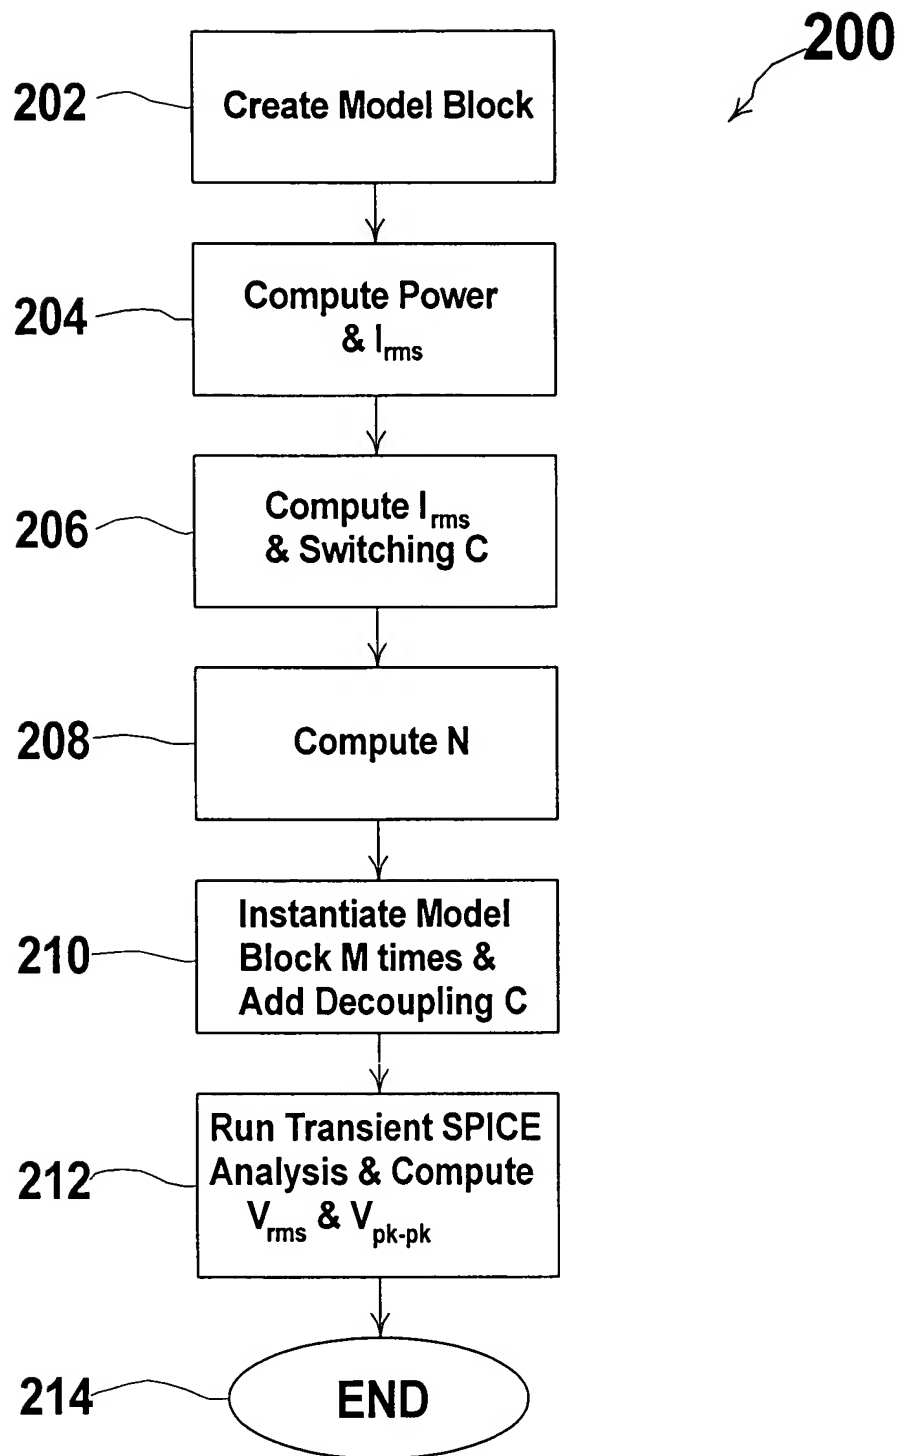 200
202
Create Model Block
204
Compute Power
& Irms
206
Compute Irms
& Switching C
208
Compute N
210
Instantiate Model
Block M times &
Add Decoupling C
212
Run Transient SPICE
Analysis & Compute
Vrms & Vpk-pk
214
END